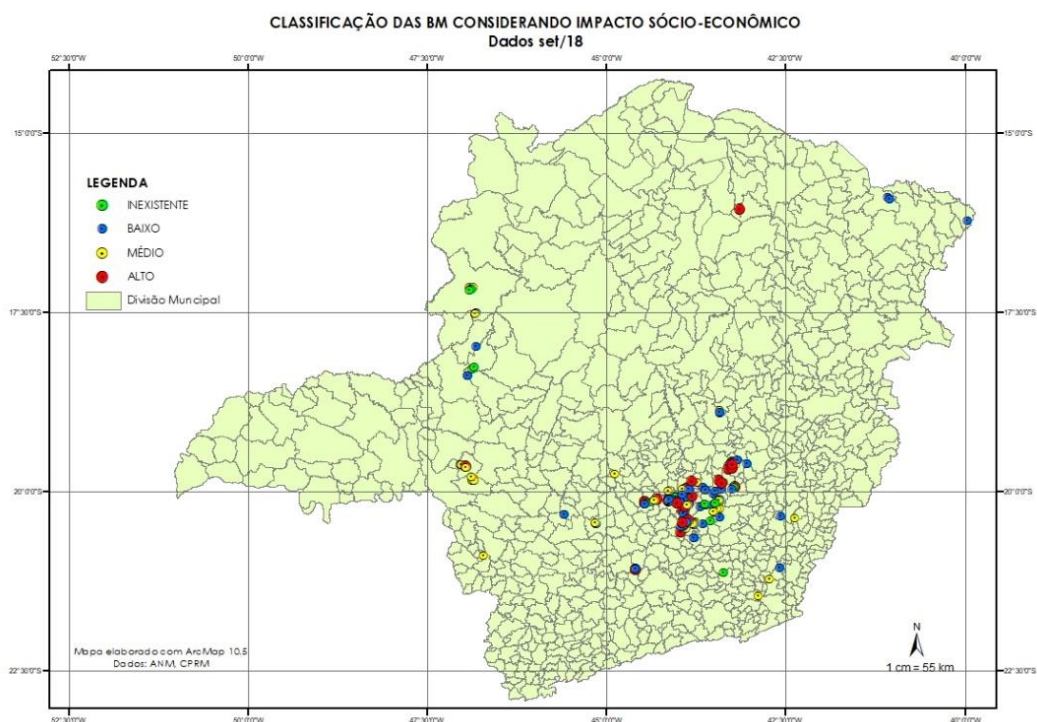 CLASSIFICAÇÃO DAS BM CONSIDERANDO IMPACTO SÓCIO-ECONÔMICO
Dados set/18
52°30'0"W 50°0'0"W 47°30'0"W 45°0'0"W 42°30'0"W 40°0'0"W
15°0'0"S 15°0'0"S
LEGENDA
INEXISTENTE
BAIXO
MÉDIO
ALTO
Divisão Muncipal
17°30'0"S 17°30'0"S
20°0'0"S 20°0'0"S
N
Mapa elaborado com ArcMap 10.5
Dados: ANM, CPRM
1 cm = 55 km
22°30'0"S 22°30'0"S
52°30'0"W 50°0'0"W 47°30'0"W 45°0'0"W 42°30'0"W 40°0'0"W